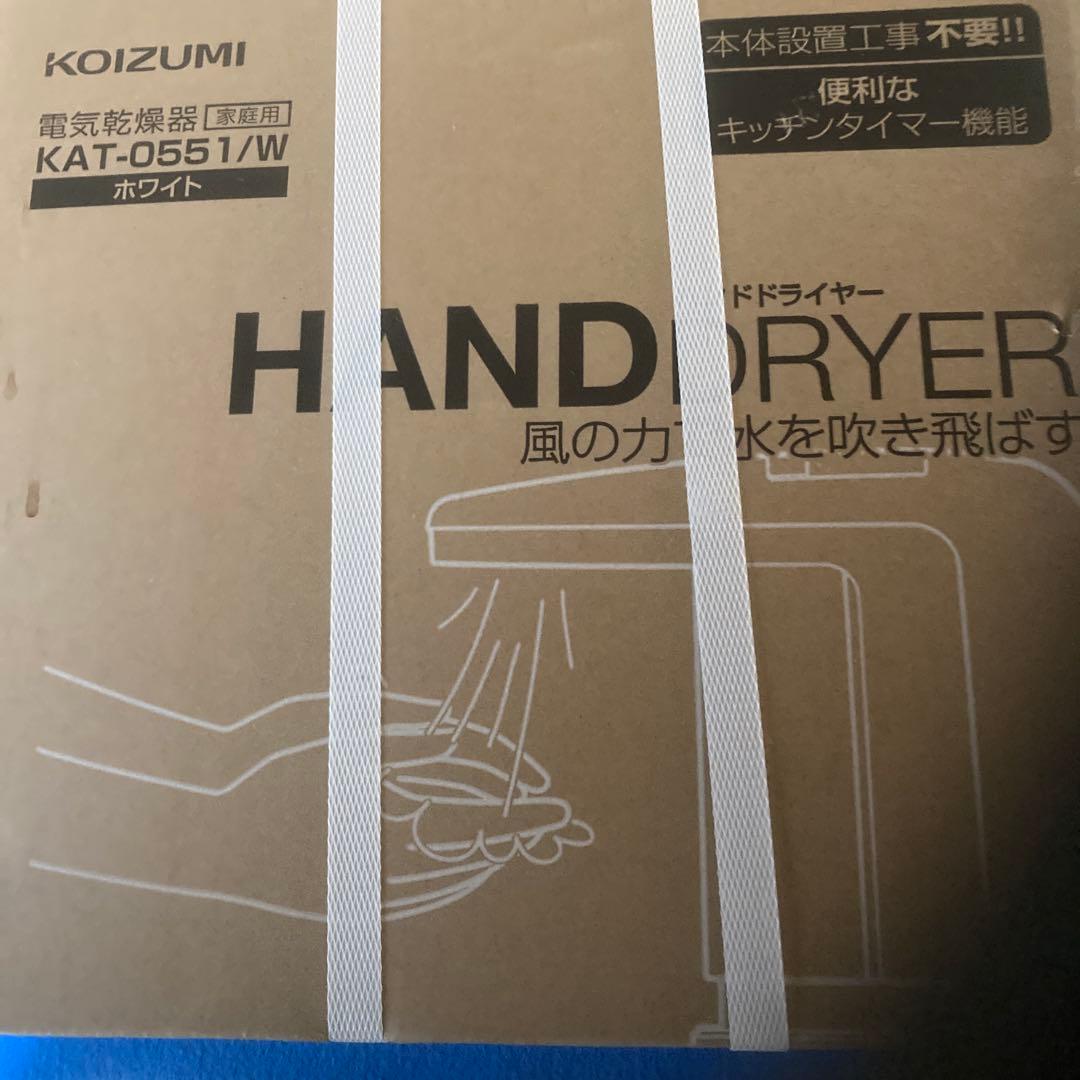 KOIZUMI
電気乾燥器 家庭用
KAT-0551/W
ホワイト
本体設置工事不要!!
便利な
キッチンタイマー機能
ドドライヤー
HANDDRYER
風の力 水を吹き飛ばす